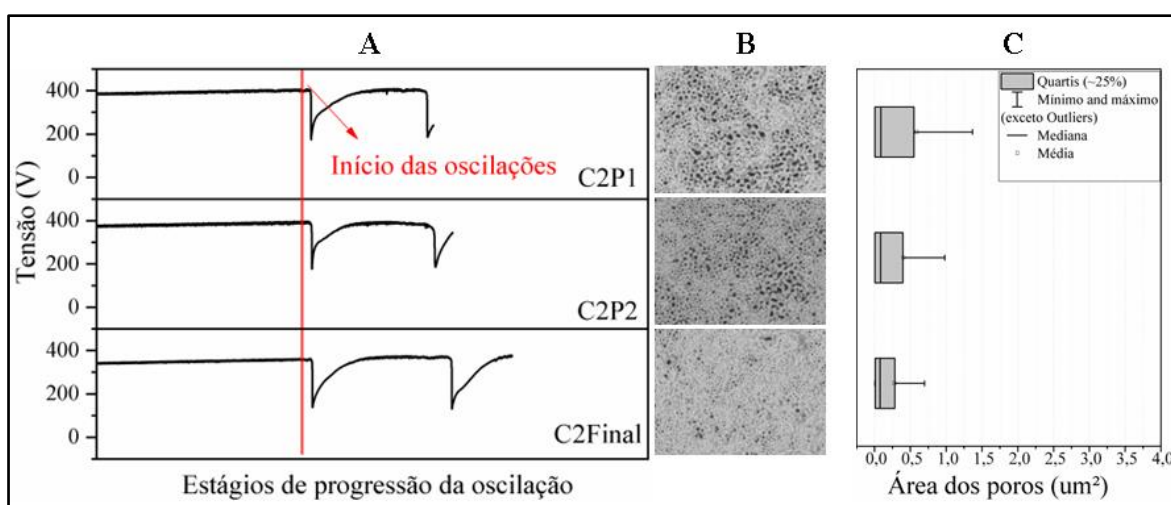 A
B
C
Tensão (V)
400
200
0
Início das oscilações
C2P1
400
200
0
C2P2
400
200
0
C2Final
Estágios de progressão da oscilação
Quartis (~25%)
Mínimo and máximo
(exceto Outliers)
Mediana
Média
0,0 0,5 1,0 1,5 2,0 2,5 3,0 3,5 4,0
Área dos poros (um²)